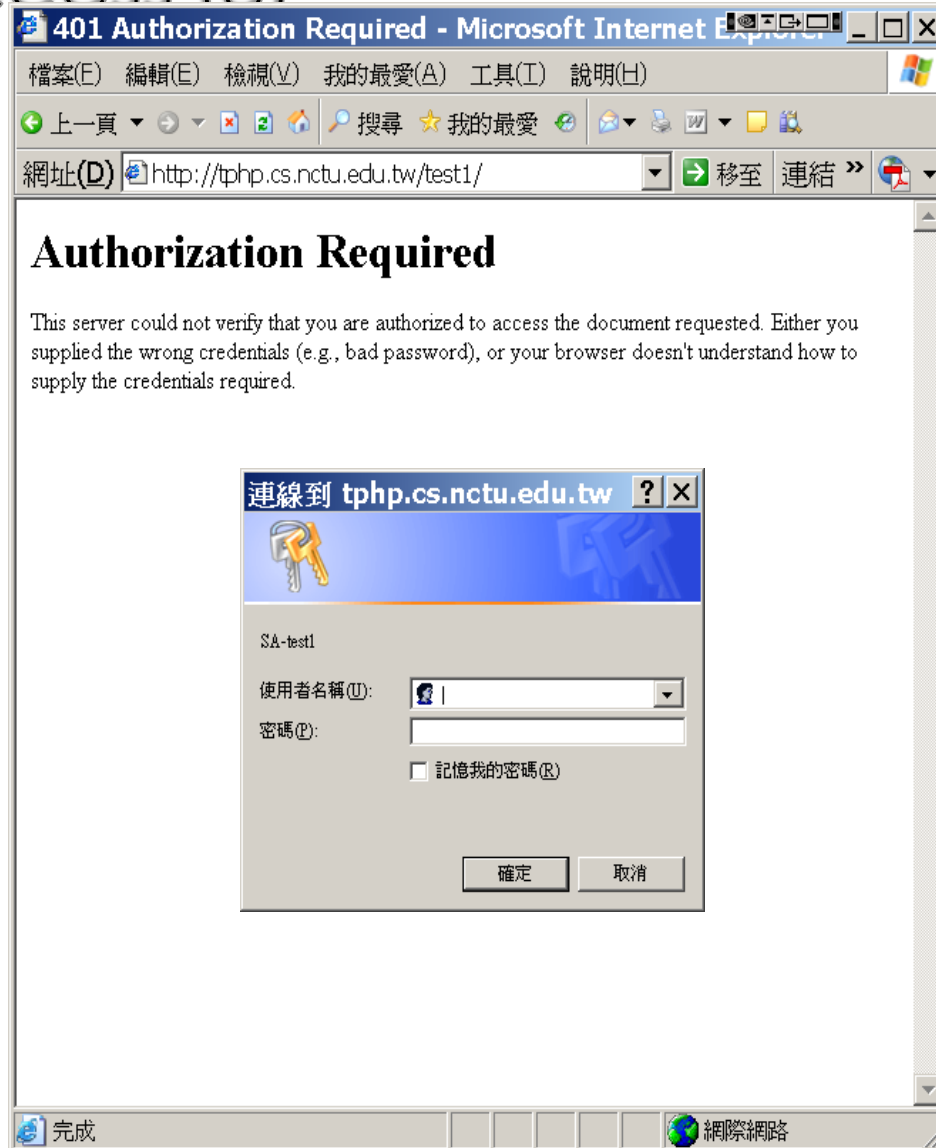 401 Authorization Required - Microsoft Internet Explorer
檔案(F) 編輯(E) 檢視(V) 我的最愛(A) 工具(T) 說明(H)
上一頁 搜尋 我的最愛
網址(D) http://tphp.cs.nctu.edu.tw/test1/ 移至 連結 »
Authorization Required
This server could not verify that you are authorized to access the document requested. Either you
supplied the wrong credentials (e.g., bad password), or your browser doesn't understand how to
supply the credentials required.
連線到 tphp.cs.nctu.edu.tw
SA-test1
使用者名稱(U):
密碼(P):
記憶我的密碼(R)
確定 取消
完成 網際網路